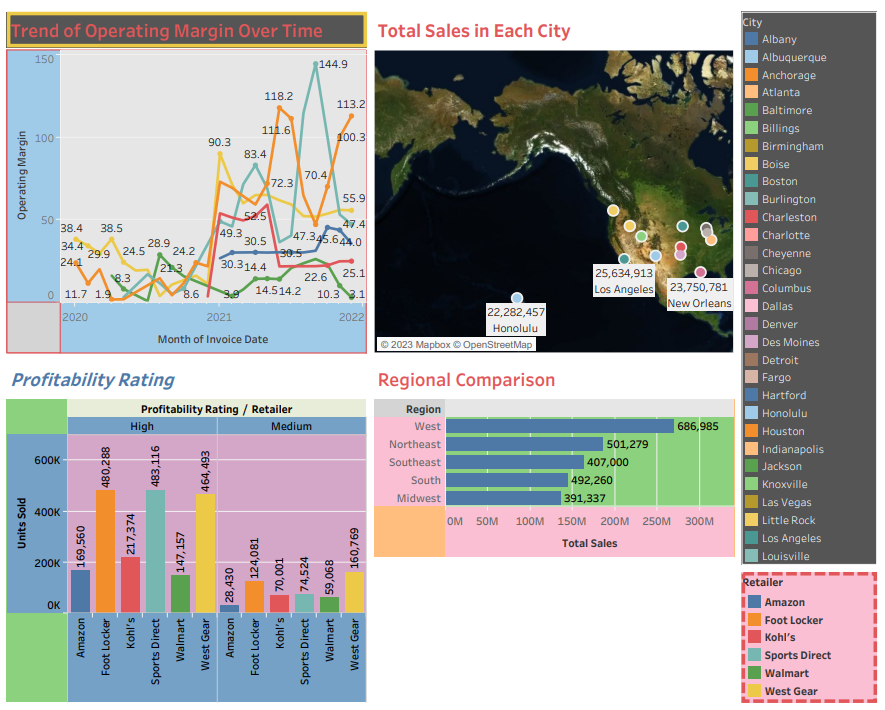 Trend of Operating Margin Over Time
Operating Margin
150
100
50
0
144.9
118.2
113.2
111.6
100.3
90.3
83.4
72.3
70.4
55.9
52.5
49.3
47.3
45.6
47.4
44.0
38.4
38.5
34.4
29.9
24.5
28.9
24.2
24.1
21.3
30.3
30.5
30.5
8.3
14.4
14.5
14.2
22.6
25.1
11.7
1.9
8.6
3.9
10.3
3.1
2020
2021
2022
Month of Invoice Date
Total Sales in Each City
25,634,913
Los Angeles
23,750,781
New Orleans
22,282,457
Honolulu
© 2023 Mapbox © OpenStreetMap
City
Albany
Albuquerque
Anchorage
Atlanta
Baltimore
Billings
Birmingham
Boise
Boston
Burlington
Charleston
Charlotte
Cheyenne
Chicago
Columbus
Dallas
Denver
Des Moines
Detroit
Fargo
Hartford
Honolulu
Houston
Indianapolis
Jackson
Knoxville
Las Vegas
Little Rock
Los Angeles
Louisville
Profitability Rating
Profitability Rating / Retailer
High
Medium
Units Sold
600K
400K
200K
0K
169,560
480,288
217,374
483,116
147,157
464,493
28,430
124,081
70,001
74,524
59,068
160,769
Amazon
Foot Locker
Kohl's
Sports Direct
Walmart
West Gear
Amazon
Foot Locker
Kohl's
Sports Direct
Walmart
West Gear
Regional Comparison
Region
West 686,985
Northeast 501,279
Southeast 407,000
South 492,260
Midwest 391,337
0M 50M 100M 150M 200M 250M 300M
Total Sales
Retailer
Amazon
Foot Locker
Kohl's
Sports Direct
Walmart
West Gear